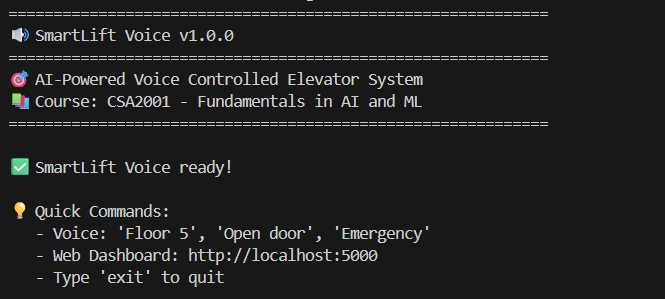 ============================================================
🔊 SmartLift Voice v1.0.0
============================================================
🎯 AI-Powered Voice Controlled Elevator System
📚 Course: CSA2001 - Fundamentals in AI and ML
============================================================
✅ SmartLift Voice ready!
💡 Quick Commands:
- Voice: 'Floor 5', 'Open door', 'Emergency'
- Web Dashboard: http://localhost:5000
- Type 'exit' to quit